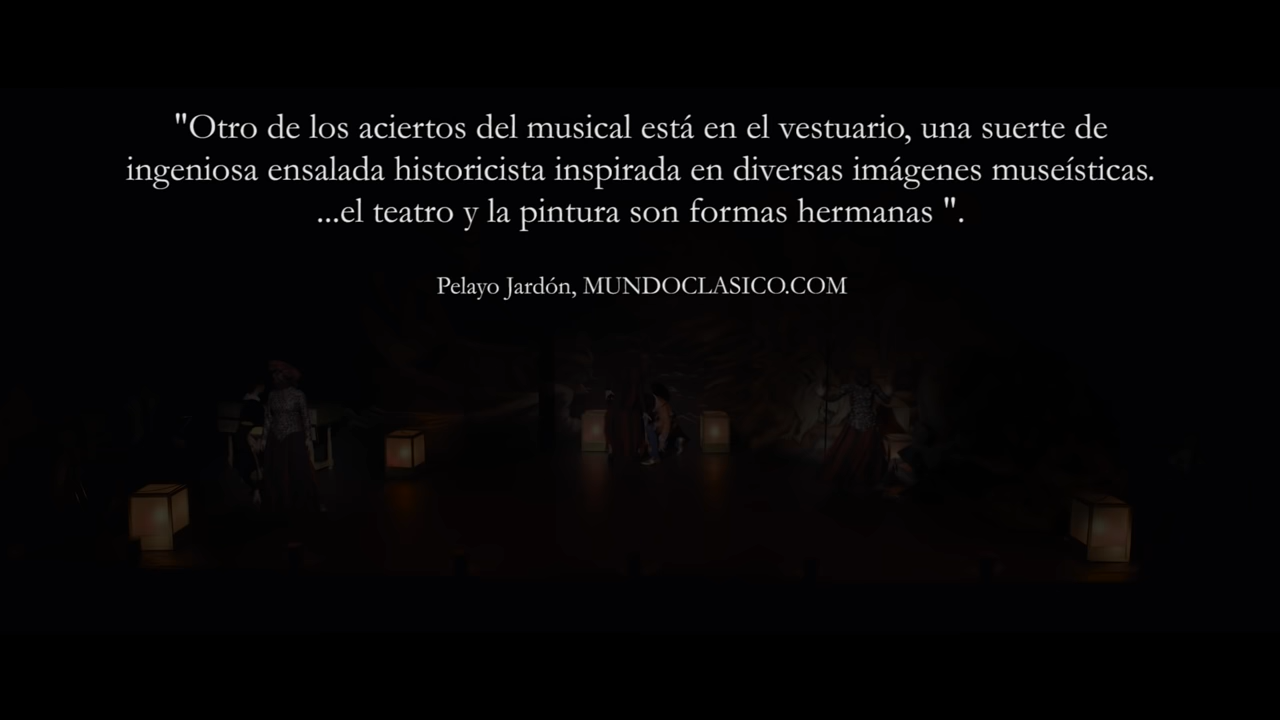 "Otro de los aciertos del musical está en el vestuario, una suerte de
ingeniosa ensalada historicista inspirada en diversas imágenes museísticas.
...el teatro y la pintura son formas hermanas ".
Pelayo Jardón, MUNDOCLASICO.COM